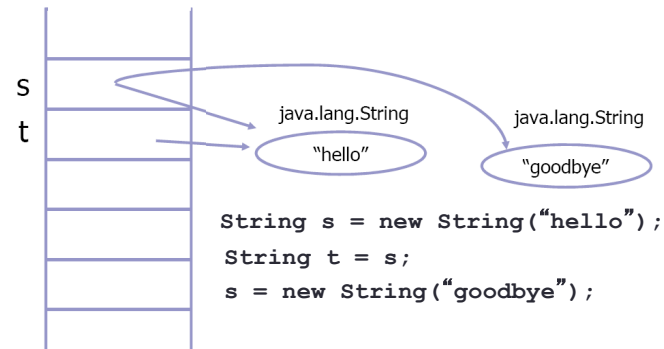 s
t
java.lang.String
“hello”
java.lang.String
“goodbye”
String s = new String(“hello”);
String t = s;
s = new String(“goodbye”);